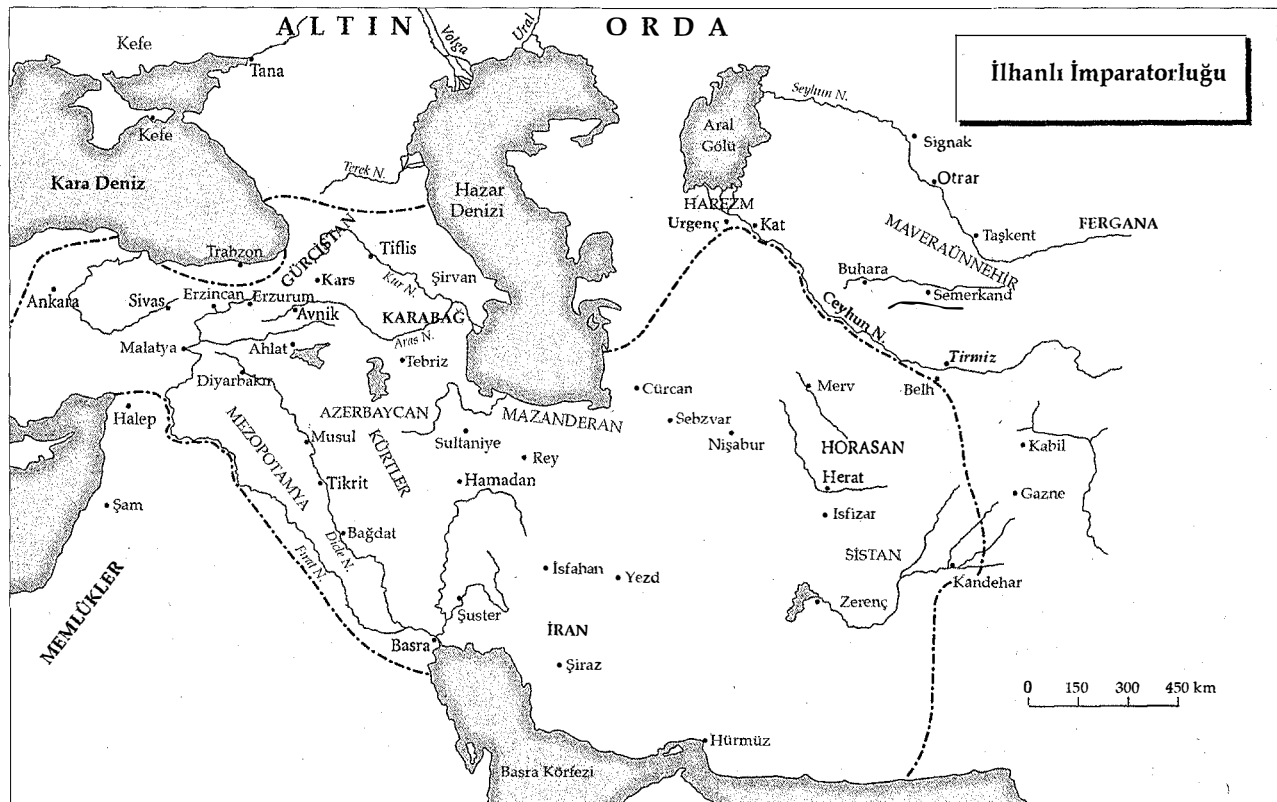 ALTIN ORDA
İlhanlı İmparatorluğu
Kefe
Tana
Volga
Ural
Kefe
Kara Deniz
Terek N.
Hazar
Denizi
Aral
Gölü
Seyhun N.
Signak
Otrar
HAREZM
Urgenç
Kat
MAVERAÜNNEHİR
Taşkent
FERGANA
Trabzon
GÜRCİSTAN
Tiflis
Şirvan
Kars
Kur N.
Buhara
Semerkand
Ankara
Sivas
Erzincan
Erzurum
Avnik
KARABAĞ
Aras N.
Ceyhun N.
Malatya
Ahlat
Tebriz
Tirmiz
Diyarbakır
Belh
Cürcan
Merv
Halep
AZERBAYCAN
MAZANDERAN
Sebzvar
Nişabur
MEZOPOTAMYA
Musul
KÜRTLER
Sultaniye
Rey
HORASAN
Kabil
Tikrit
Hamadan
Herat
Gazne
Şam
Isfizar
Bağdat
Dicle N.
Fırat N.
SİSTAN
İsfahan
Yezd
Kandehar
MEMLÜKLER
Şuster
Zerenç
İRAN
Basra
Şiraz
0 150 300 450 km
Hürmüz
Basra Körfezi